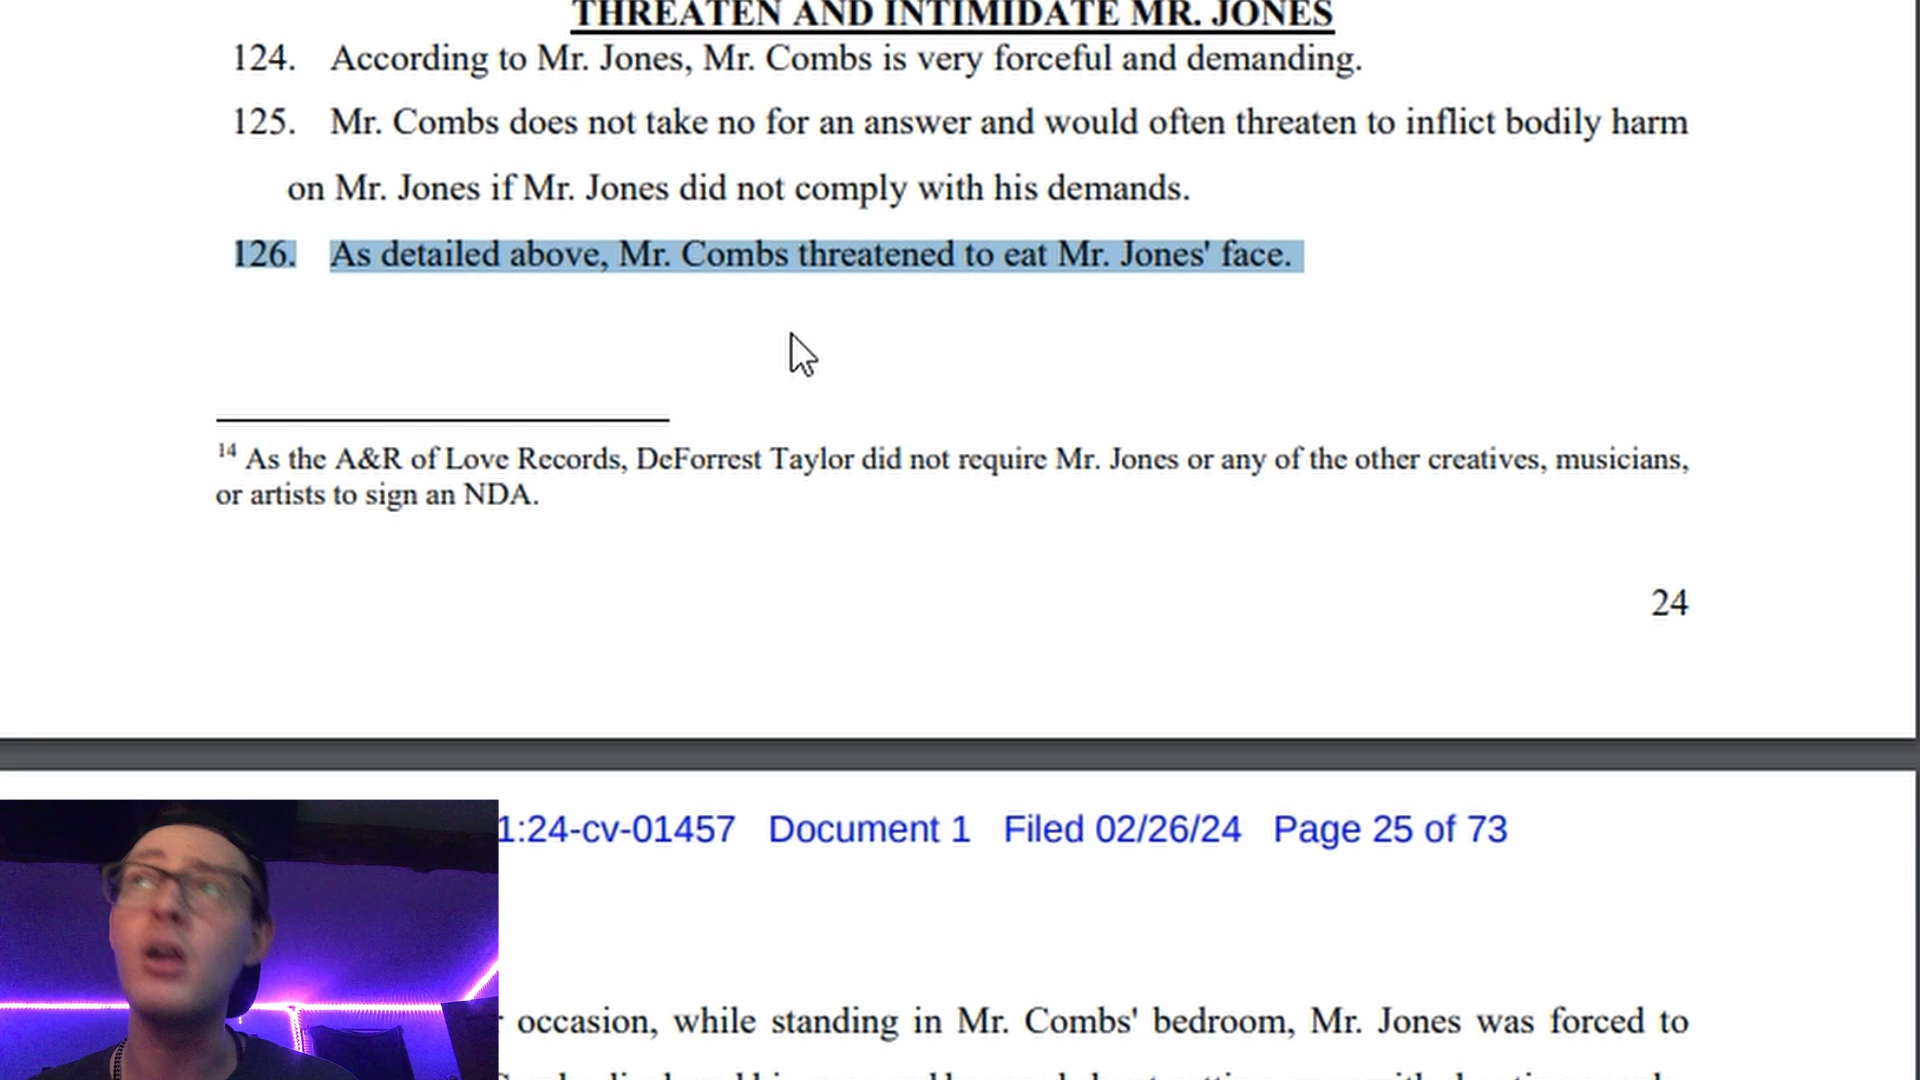 THREATEN AND INTIMIDATE MR. JONES
124. According to Mr. Jones, Mr. Combs is very forceful and demanding.
125. Mr. Combs does not take no for an answer and would often threaten to inflict bodily harm
on Mr. Jones if Mr. Jones did not comply with his demands.
126. As detailed above, Mr. Combs threatened to eat Mr. Jones' face.
14 As the A&R of Love Records, DeForrest Taylor did not require Mr. Jones or any of the other creatives, musicians,
or artists to sign an NDA.
24
1:24-cv-01457 Document 1 Filed 02/26/24 Page 25 of 73
occasion, while standing in Mr. Combs' bedroom, Mr. Jones was forced to